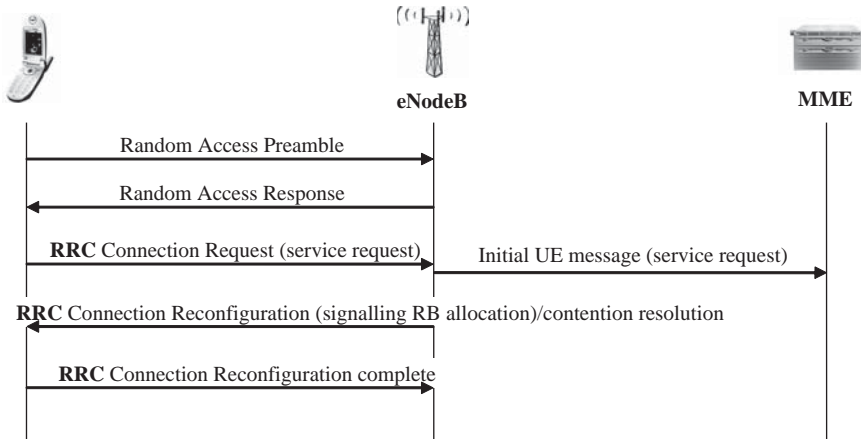 eNodeB
MME
Random Access Preamble
Random Access Response
RRC Connection Request (service request)
Initial UE message (service request)
RRC Connection Reconfiguration (signalling RB allocation)/contention resolution
RRC Connection Reconfiguration complete